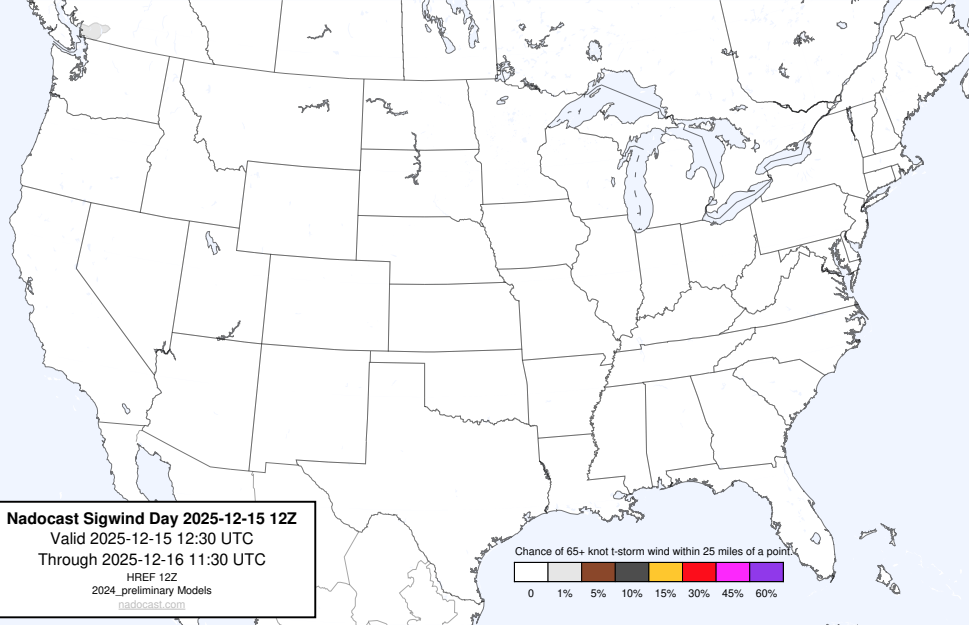 Nadocast Sigwind Day 2025-12-15 12Z
Valid 2025-12-15 12:30 UTC
Through 2025-12-16 11:30 UTC
HREF 12Z
2024_preliminary Models
nadocast.com
Chance of 65+ knot t-storm wind within 25 miles of a point.
0 1% 5% 10% 15% 30% 45% 60%